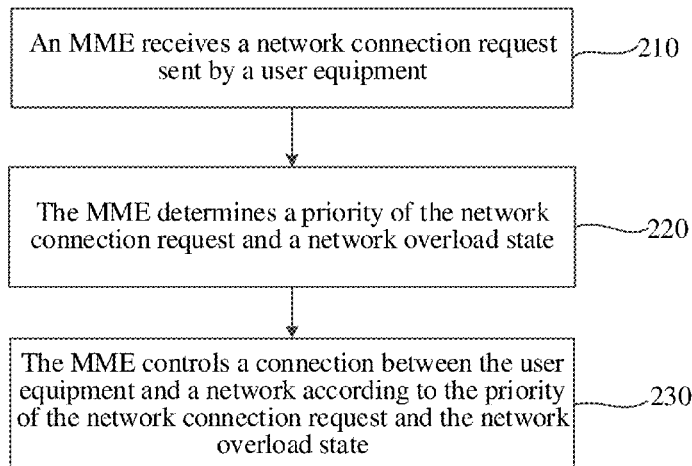 An MME receives a network connection request
sent by a user equipment
210
The MME determines a priority of the network
connection request and a network overload state
220
The MME controls a connection between the user
equipment and a network according to the priority
of the network connection request and the network
overload state
230